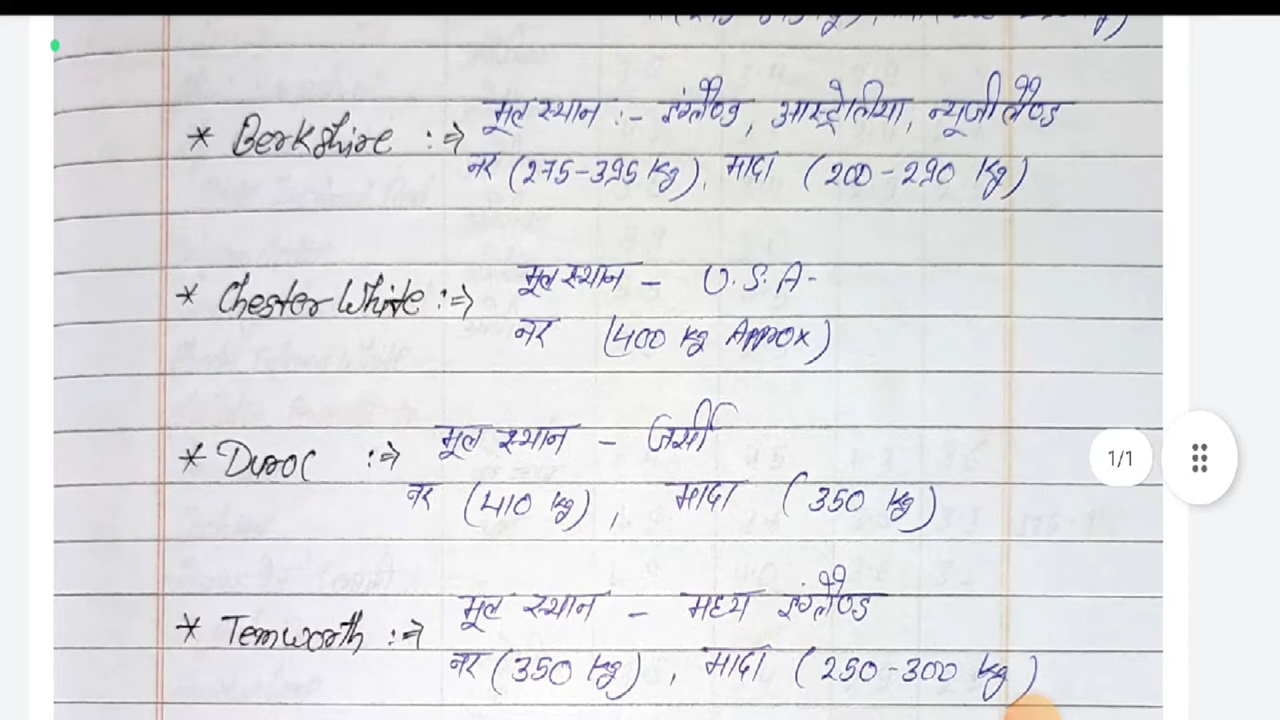 * Berkshire :⇒ मूल स्थान :- इंग्लैण्ड, आस्ट्रेलिया, न्यूजीलैण्ड
नर (275-395 kg), मादा (200-290 kg)
* Chester White :⇒ मूल स्थान - U.S.A-
नर (400 kg Approx)
* Duroc :⇒ मूल स्थान - जर्सी
नर (410 kg), मादा (350 kg)
* Temworth :⇒ मूल स्थान - मध्य इंग्लैण्ड
नर (350 kg), मादा (250-300 kg)
1/1